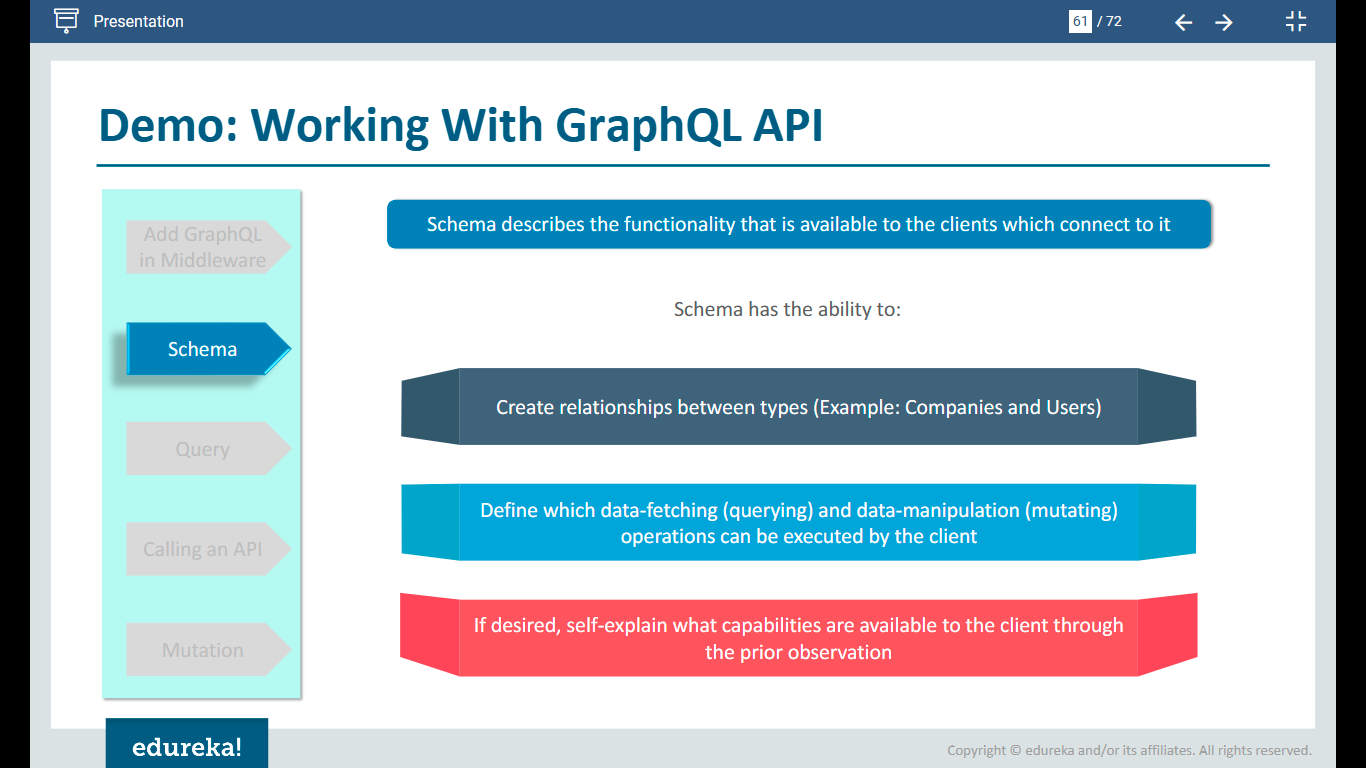 Presentation
61 / 72
Demo: Working With GraphQL API
Add GraphQL
in Middleware
Schema
Query
Calling an API
Mutation
Schema describes the functionality that is available to the clients which connect to it
Schema has the ability to:
Create relationships between types (Example: Companies and Users)
Define which data-fetching (querying) and data-manipulation (mutating)
operations can be executed by the client
If desired, self-explain what capabilities are available to the client through
the prior observation
edureka!
Copyright © edureka and/or its affiliates. All rights reserved.